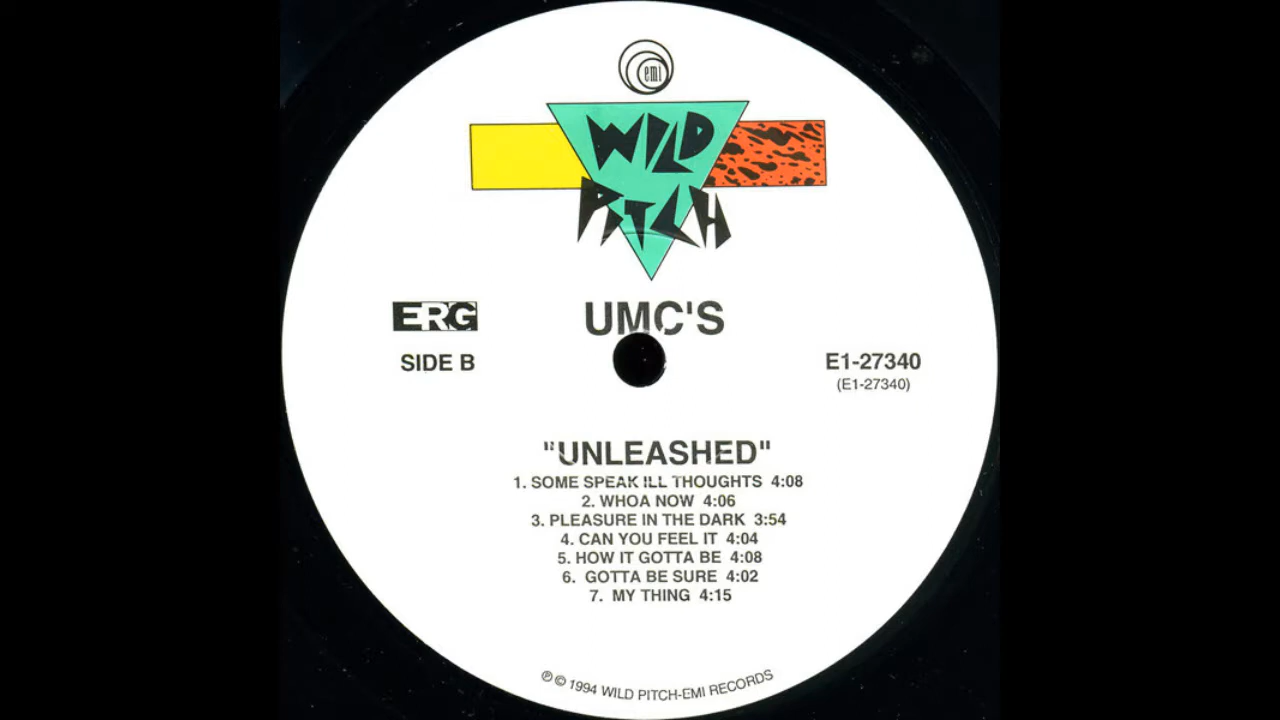 emi
WILD
PITCH
ERG
UMC'S
SIDE B
E1-27340
(E1-27340)
"UNLEASHED"
1. SOME SPEAK ILL THOUGHTS 4:08
2. WHOA NOW 4:06
3. PLEASURE IN THE DARK 3:54
4. CAN YOU FEEL IT 4:04
5. HOW IT GOTTA BE 4:08
6. GOTTA BE SURE 4:02
7. MY THING 4:15
℗ © 1994 WILD PITCH-EMI RECORDS